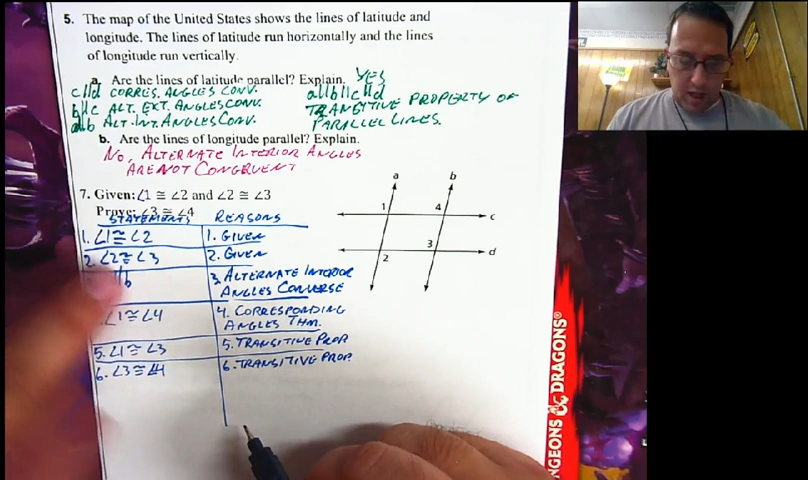 5. The map of the United States shows the lines of latitude and
longitude. The lines of latitude run horizontally and the lines
of longitude run vertically.
a. Are the lines of latitude parallel? Explain. YES
c||d CORRES. ANGLES CONV. a||b||c||d
b||c ALT. EXT. ANGLES CONV. TRANSITIVE PROPERTY OF
a||b ALT. INT. ANGLES CONV. PARALLEL LINES.
b. Are the lines of longitude parallel? Explain.
NO, ALTERNATE INTERIOR ANGLES
ARE NOT CONGRUENT
7. Given: ∠1 ≅ ∠2 and ∠2 ≅ ∠3
Prove: ∠3 ≅ ∠4
STATEMENTS REASONS
1. ∠1 ≅ ∠2 1. GIVEN
2. ∠2 ≅ ∠3 2. GIVEN
||b 3. ALTERNATE INTERIOR
ANGLES CONVERSE
∠1 ≅ ∠4 4. CORRESPONDING
ANGLES THM.
5. ∠1 ≅ ∠3 5. TRANSITIVE PROP
6. ∠3 ≅ ∠4 6. TRANSITIVE PROP.
a b
1 4 c
3 d
2
DUNGEONS & DRAGONS®